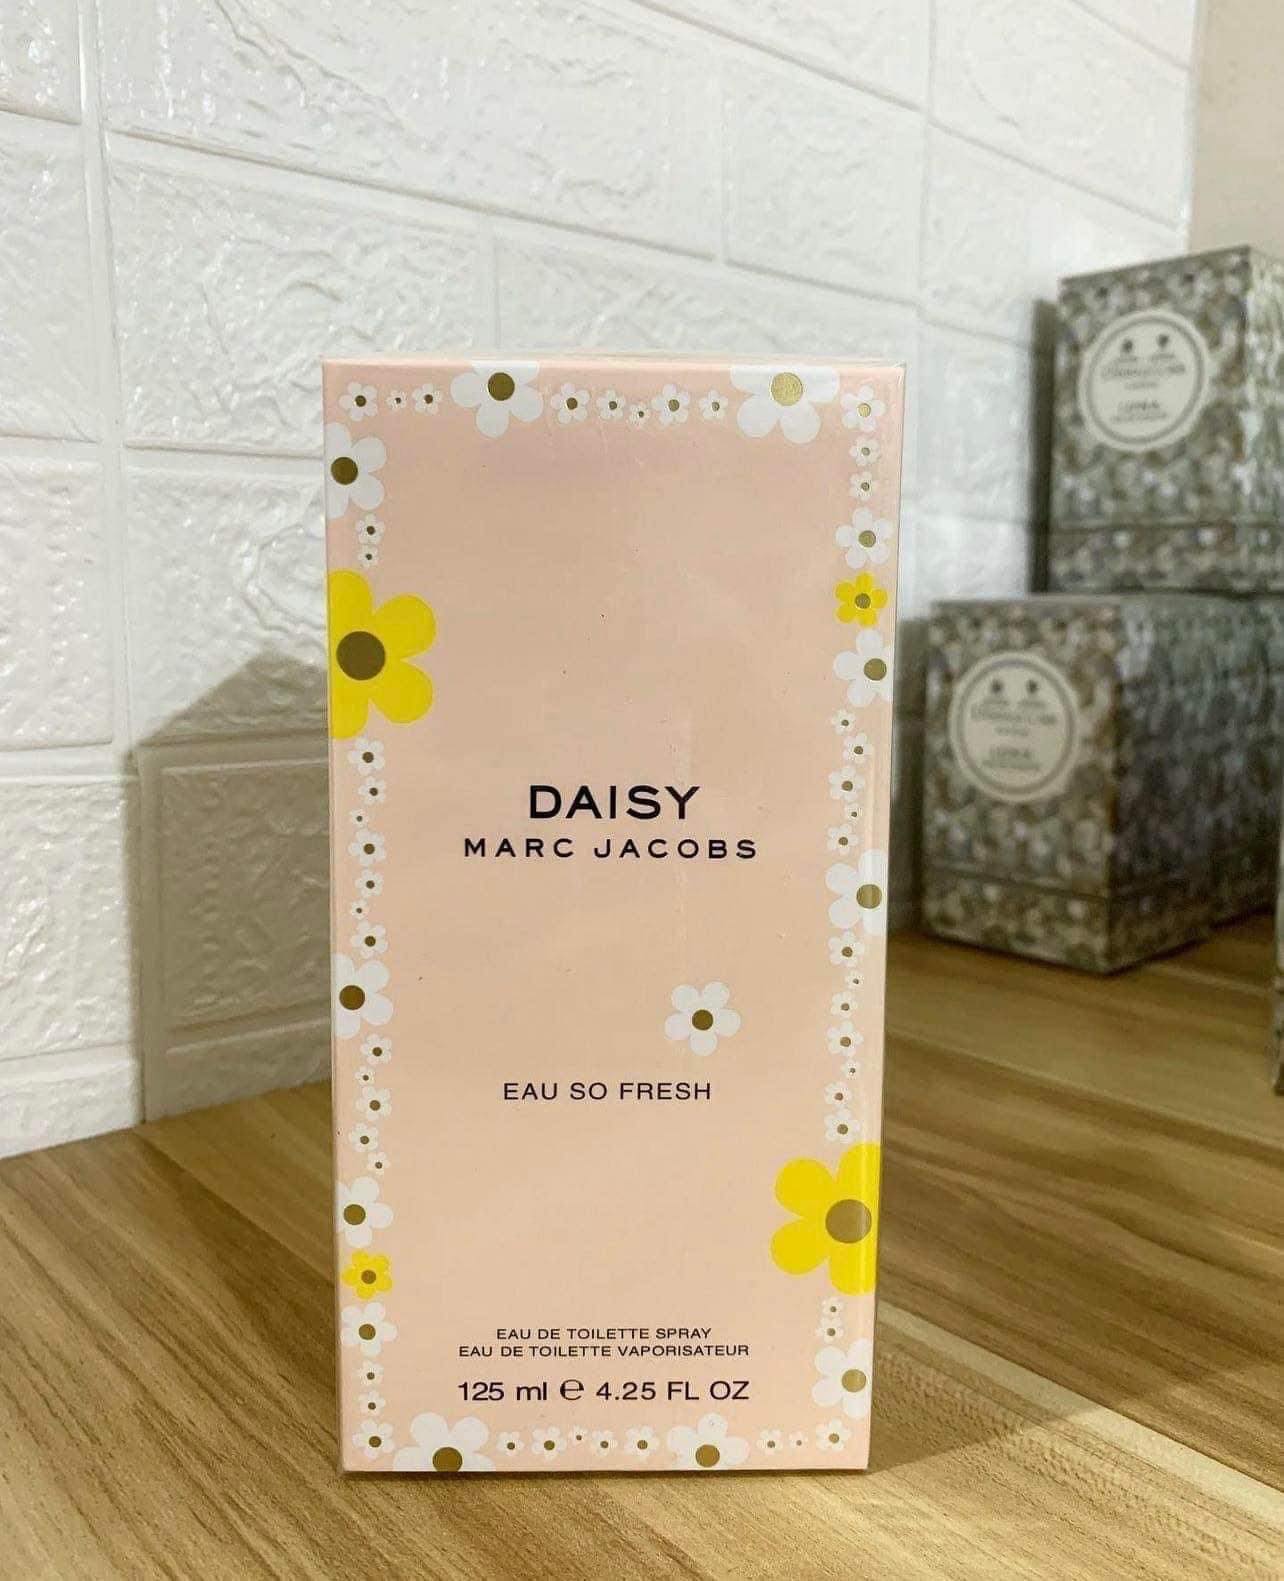 DAISY
MARC JACOBS
EAU SO FRESH
EAU DE TOILETTE SPRAY
EAU DE TOILETTE VAPORISATEUR
125 ml ℮ 4.25 FL OZ